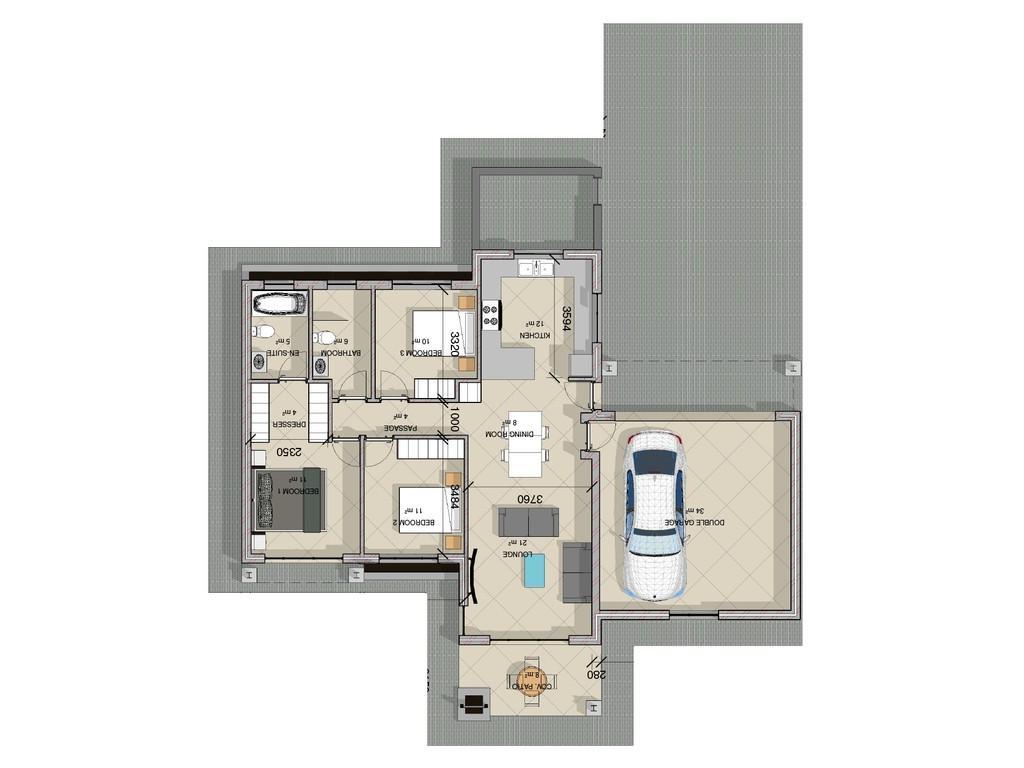 3594
KITCHEN
12 m²
3320
BEDROOM 3
10 m²
BATHROOM
6 m²
EN-SUITE
5 m²
DRESSER
4 m²
PASSAGE
4 m²
1000
DINING ROOM
8 m²
2350
BEDROOM 1
11 m²
3484
BEDROOM 2
11 m²
3760
LOUNGE
21 m²
DOUBLE GARAGE
34 m²
H
H
H
H
COV. PATIO
8 m²
280
H